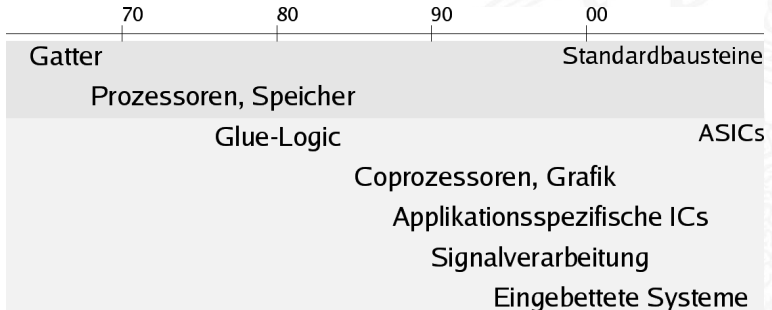 70 80 90 00
Gatter Standardbausteine
Prozessoren, Speicher
Glue-Logic ASICs
Coprozessoren, Grafik
Applikationsspezifische ICs
Signalverarbeitung
Eingebettete Systeme